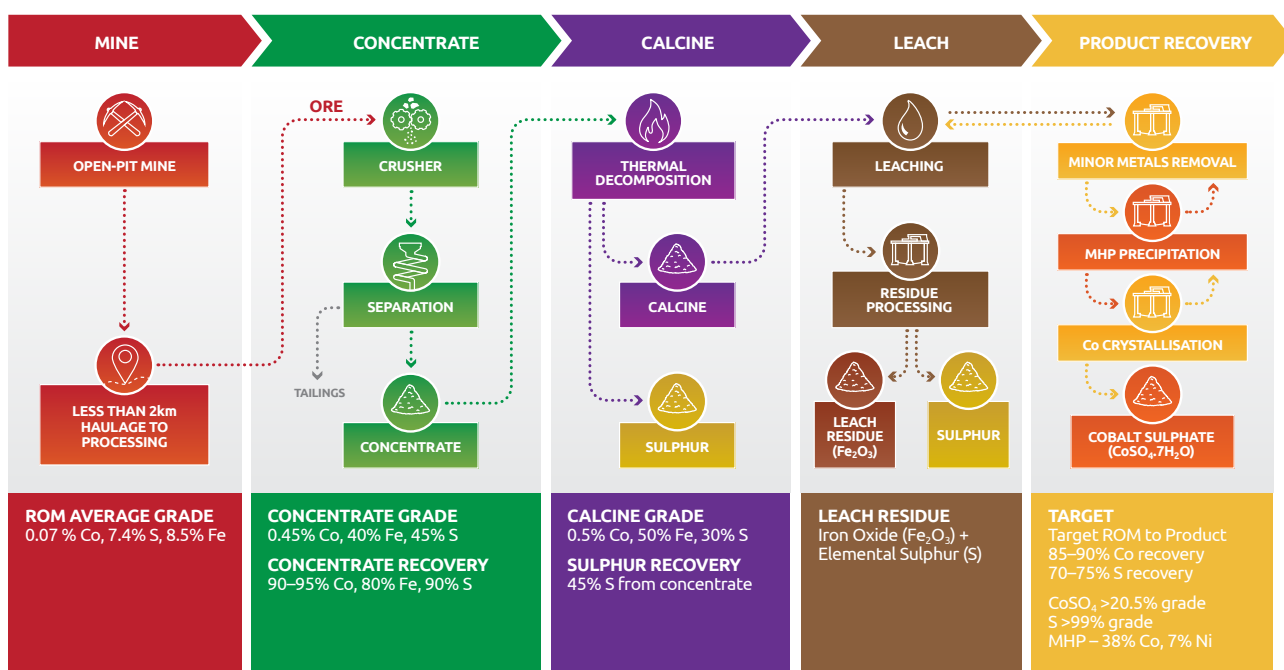 MINE
CONCENTRATE
CALCINE
LEACH
PRODUCT RECOVERY
OPEN-PIT MINE
LESS THAN 2km
HAULAGE TO
PROCESSING
ORE
CRUSHER
SEPARATION
TAILINGS
CONCENTRATE
THERMAL
DECOMPOSITION
CALCINE
SULPHUR
LEACHING
RESIDUE
PROCESSING
LEACH
RESIDUE
(Fe₂O₃)
SULPHUR
MINOR METALS REMOVAL
MHP PRECIPITATION
Co CRYSTALLISATION
COBALT SULPHATE
(CoSO₄.7H₂O)
ROM AVERAGE GRADE
0.07 % Co, 7.4% S, 8.5% Fe
CONCENTRATE GRADE
0.45% Co, 40% Fe, 45% S
CONCENTRATE RECOVERY
90–95% Co, 80% Fe, 90% S
CALCINE GRADE
0.5% Co, 50% Fe, 30% S
SULPHUR RECOVERY
45% S from concentrate
LEACH RESIDUE
Iron Oxide (Fe₂O₃) +
Elemental Sulphur (S)
TARGET
Target ROM to Product
85–90% Co recovery
70–75% S recovery
CoSO₄ >20.5% grade
S >99% grade
MHP – 38% Co, 7% Ni